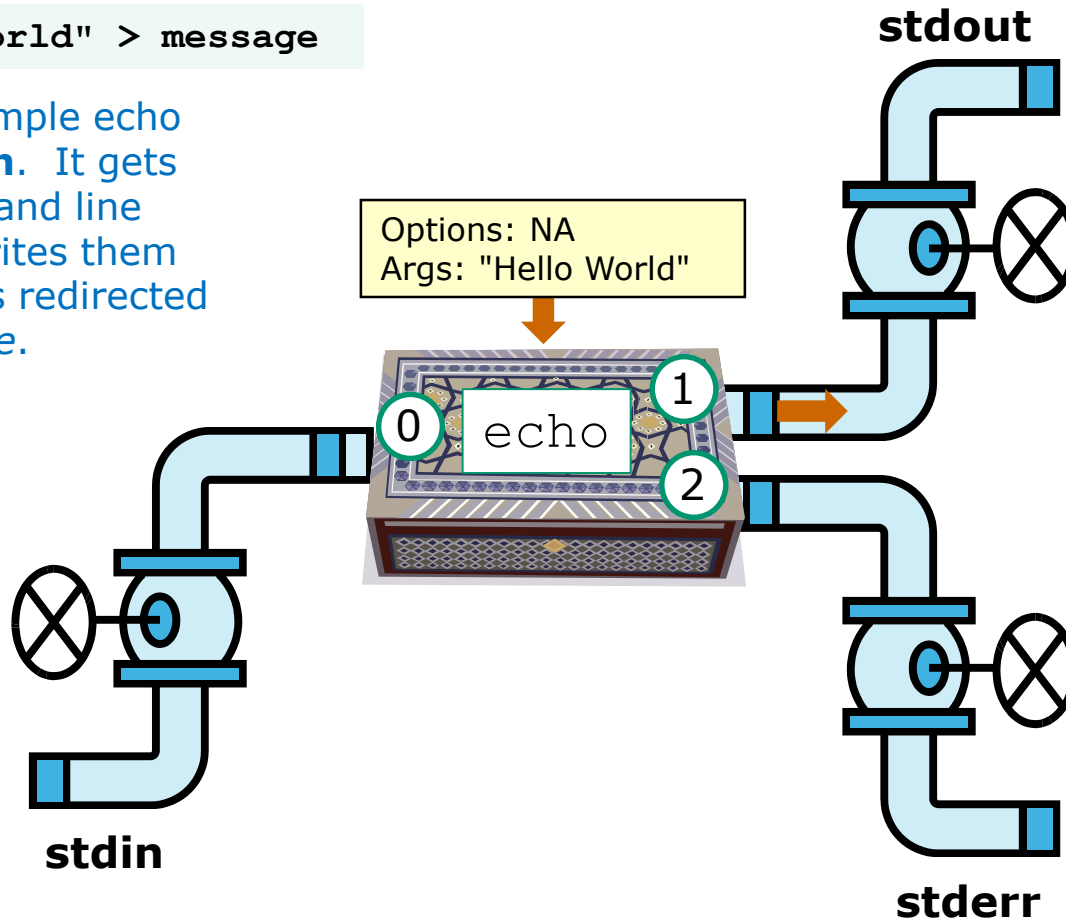 orld" > message
stdout
mple echo
n. It gets
and line
rites them
s redirected
e.
Options: NA
Args: "Hello World"
0
echo
1
2
stdin
stderr